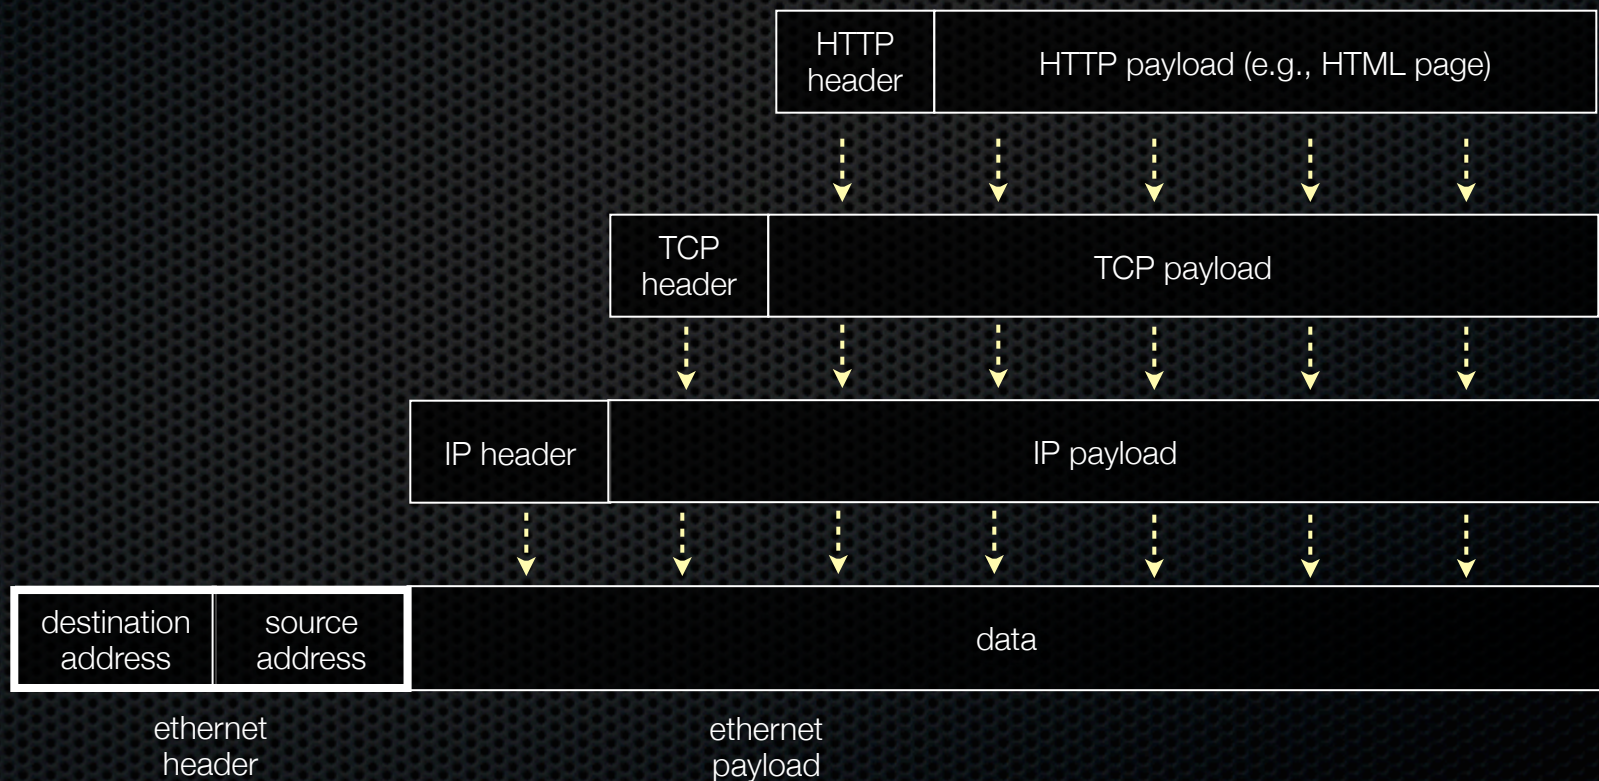 HTTP
header
HTTP payload (e.g., HTML page)
TCP
header
TCP payload
IP header
IP payload
destination
address
source
address
data
ethernet
header
ethernet
payload